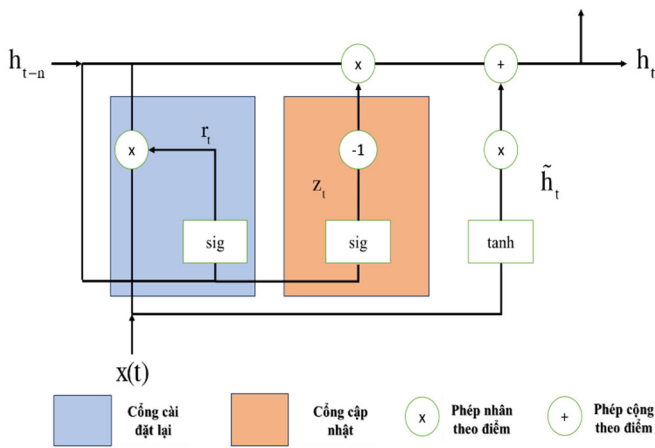 h_{t-n}
x
+
h_t
r_t
x
-1
x
z_t
h̃_t
sig
sig
tanh
x(t)
Cổng cài
đặt lại
Cổng cập
nhật
x
Phép nhân
theo điểm
+
Phép cộng
theo điểm